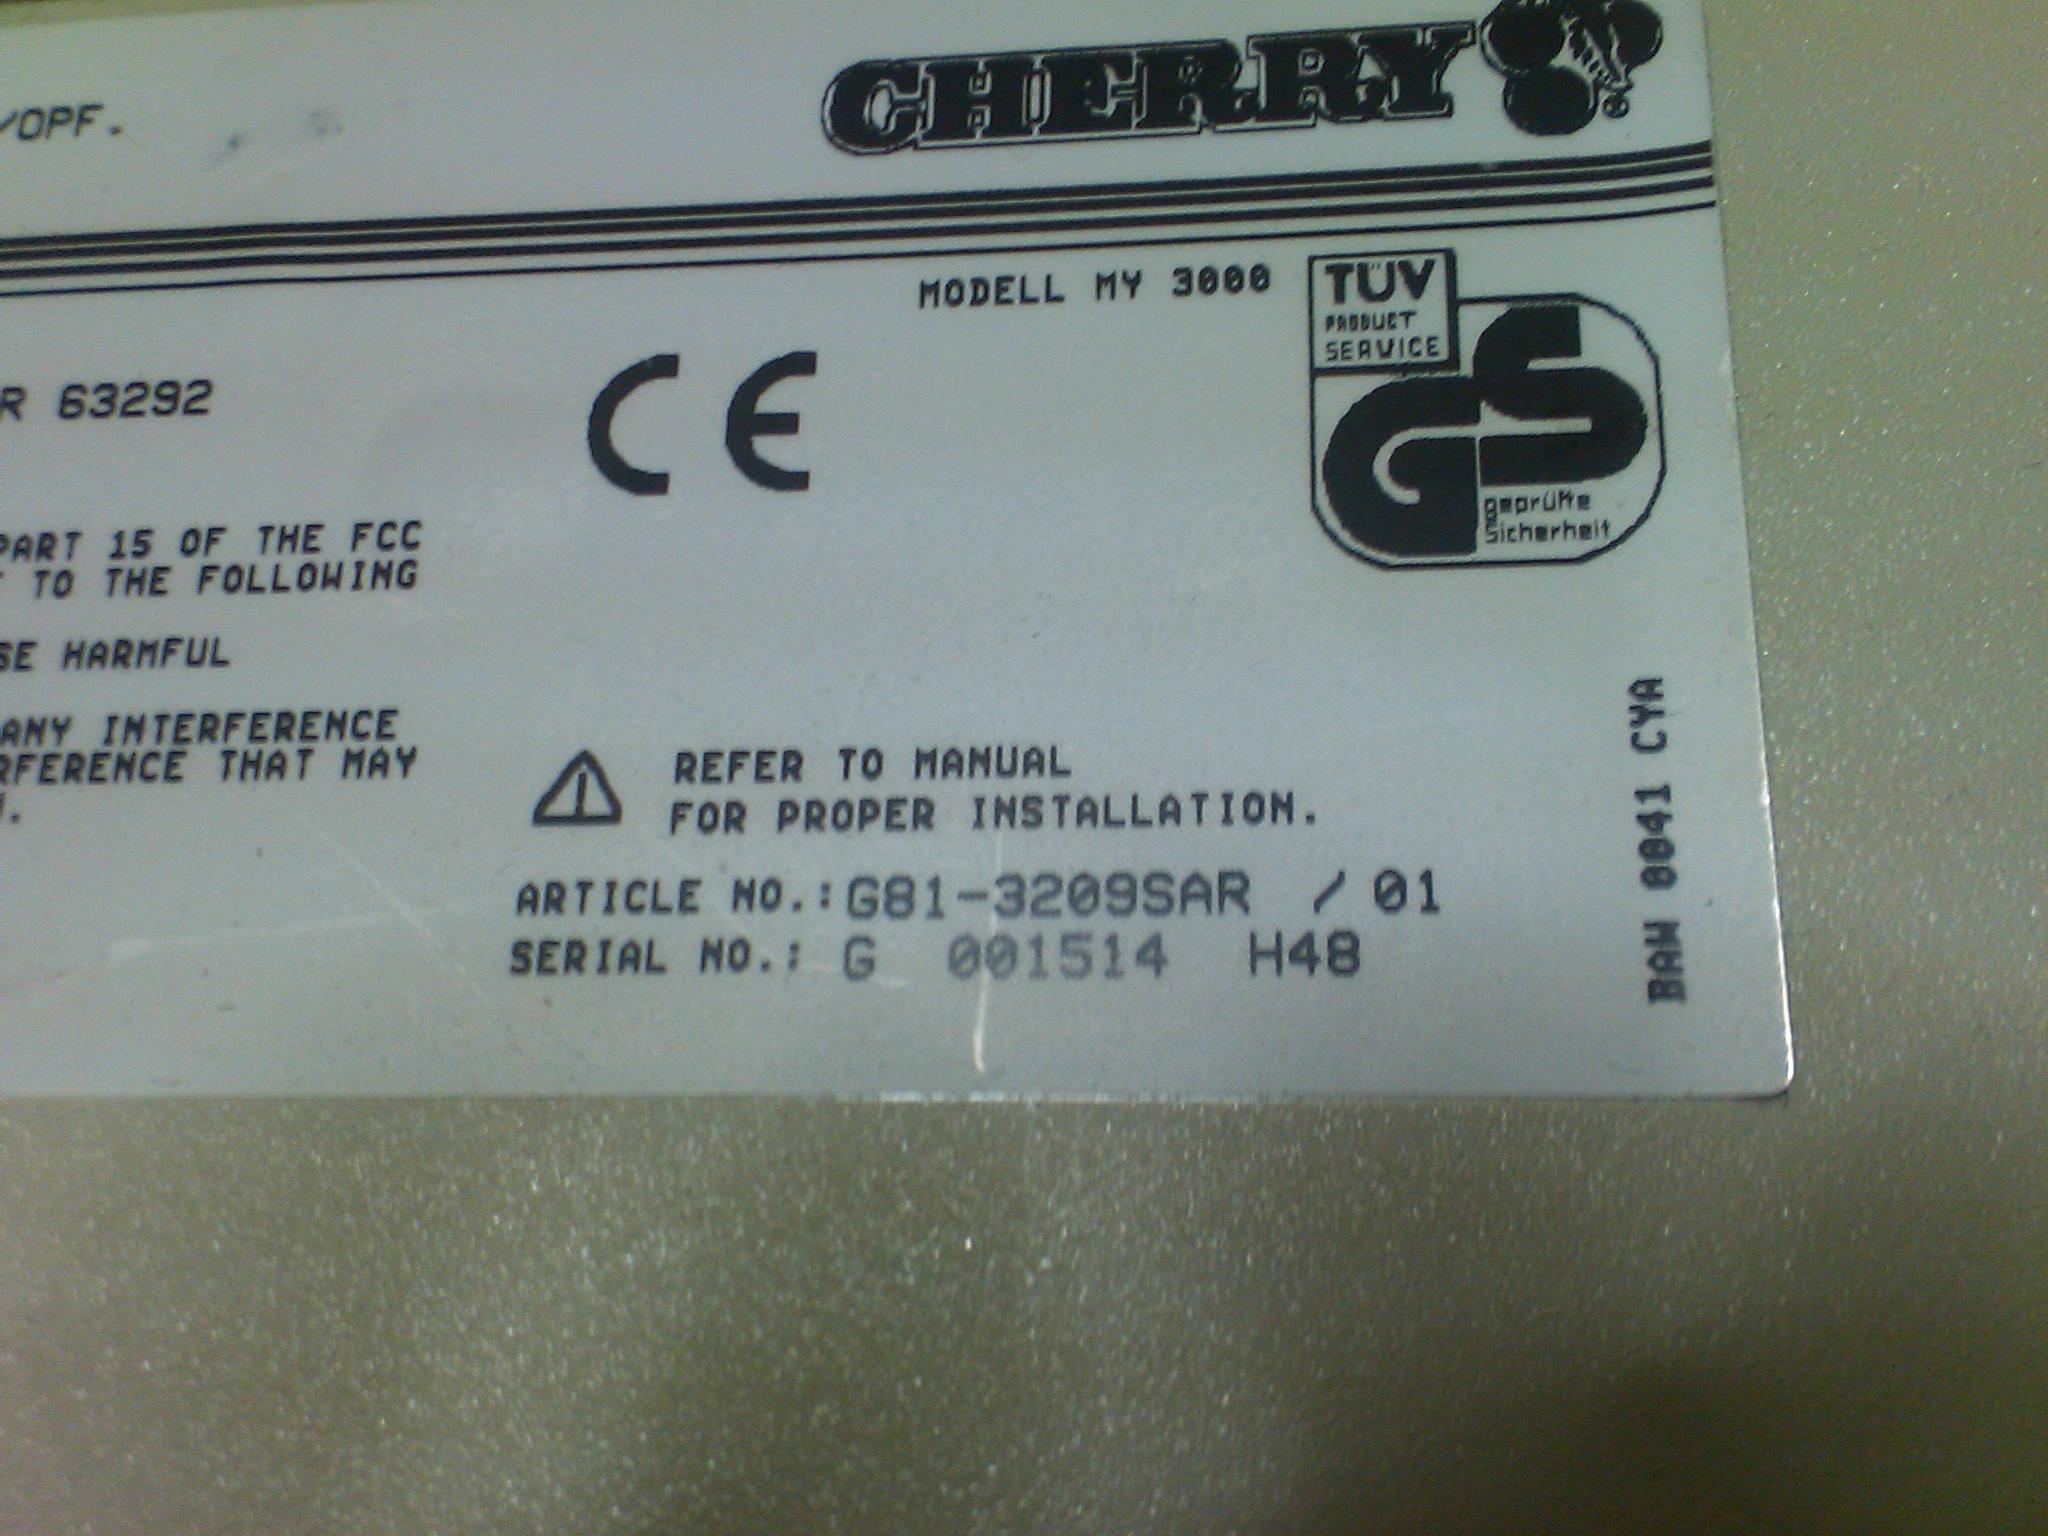 /OPF.
CHERRY
®
MODELL MY 3000
TÜV
PRODUCT
SERVICE
R 63292
CE
GS
geprüfte
Sicherheit
PART 15 OF THE FCC
TO THE FOLLOWING
SE HARMFUL
ANY INTERFERENCE
RFERENCE THAT MAY
REFER TO MANUAL
FOR PROPER INSTALLATION.
ARTICLE NO.:G81-3209SAR / 01
SERIAL NO.: G 001514 H48
BAW 0041 CYA